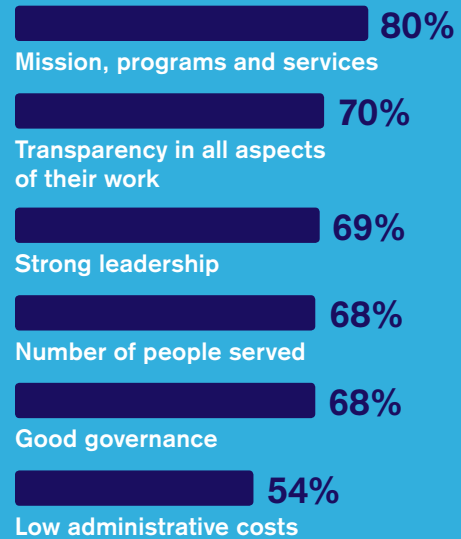 80%
Mission, programs and services
70%
Transparency in all aspects
of their work
69%
Strong leadership
68%
Number of people served
68%
Good governance
54%
Low administrative costs